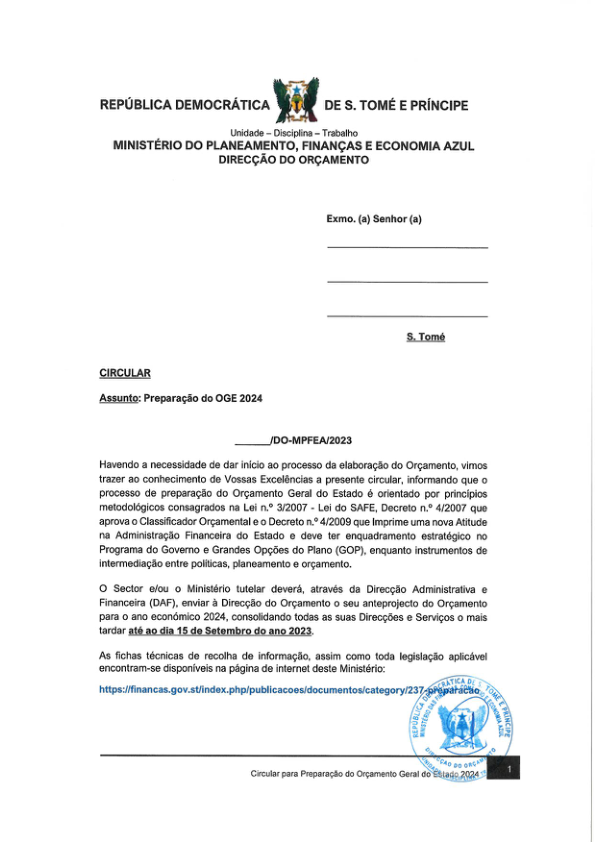 REPÚBLICA DEMOCRÁTICA DE S. TOMÉ E PRÍNCIPE
Unidade – Disciplina – Trabalho
MINISTÉRIO DO PLANEAMENTO, FINANÇAS E ECONOMIA AZUL
DIRECÇÃO DO ORÇAMENTO
Exmo. (a) Senhor (a)
S. Tomé
CIRCULAR
Assunto: Preparação do OGE 2024
______/DO-MPFEA/2023
Havendo a necessidade de dar início ao processo da elaboração do Orçamento, vimos
trazer ao conhecimento de Vossas Excelências a presente circular, informando que o
processo de preparação do Orçamento Geral do Estado é orientado por princípios
metodológicos consagrados na Lei n.º 3/2007 - Lei do SAFE, Decreto n.º 4/2007 que
aprova o Classificador Orçamental e o Decreto n.º 4/2009 que Imprime uma nova Atitude
na Administração Financeira do Estado e deve ter enquadramento estratégico no
Programa do Governo e Grandes Opções do Plano (GOP), enquanto instrumentos de
intermediação entre políticas, planeamento e orçamento.
O Sector e/ou o Ministério tutelar deverá, através da Direcção Administrativa e
Financeira (DAF), enviar à Direcção do Orçamento o seu anteprojecto do Orçamento
para o ano económico 2024, consolidando todas as suas Direcções e Serviços o mais
tardar até ao dia 15 de Setembro do ano 2023.
As fichas técnicas de recolha de informação, assim como toda legislação aplicável
encontram-se disponíveis na página de internet deste Ministério:
https://financas.gov.st/index.php/publicacoes/documentos/category/237-preparacao
REPÚBLICA DEMOCRÁTICA DE S. TOMÉ E PRÍNCIPE
DIRECÇÃO DO ORÇAMENTO
Circular para Preparação do Orçamento Geral do Estado 2024
1